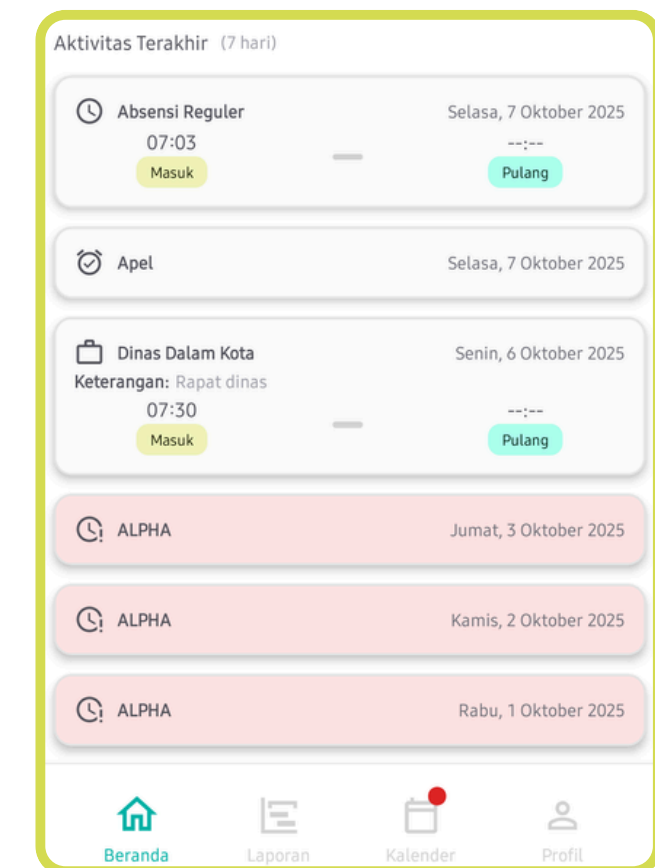 Aktivitas Terakhir (7 hari)
Absensi Reguler Selasa, 7 Oktober 2025
07:03 --:--
Masuk Pulang
Apel Selasa, 7 Oktober 2025
Dinas Dalam Kota Senin, 6 Oktober 2025
Keterangan: Rapat dinas
07:30 --:--
Masuk Pulang
ALPHA Jumat, 3 Oktober 2025
ALPHA Kamis, 2 Oktober 2025
ALPHA Rabu, 1 Oktober 2025
Beranda Laporan Kalender Profil